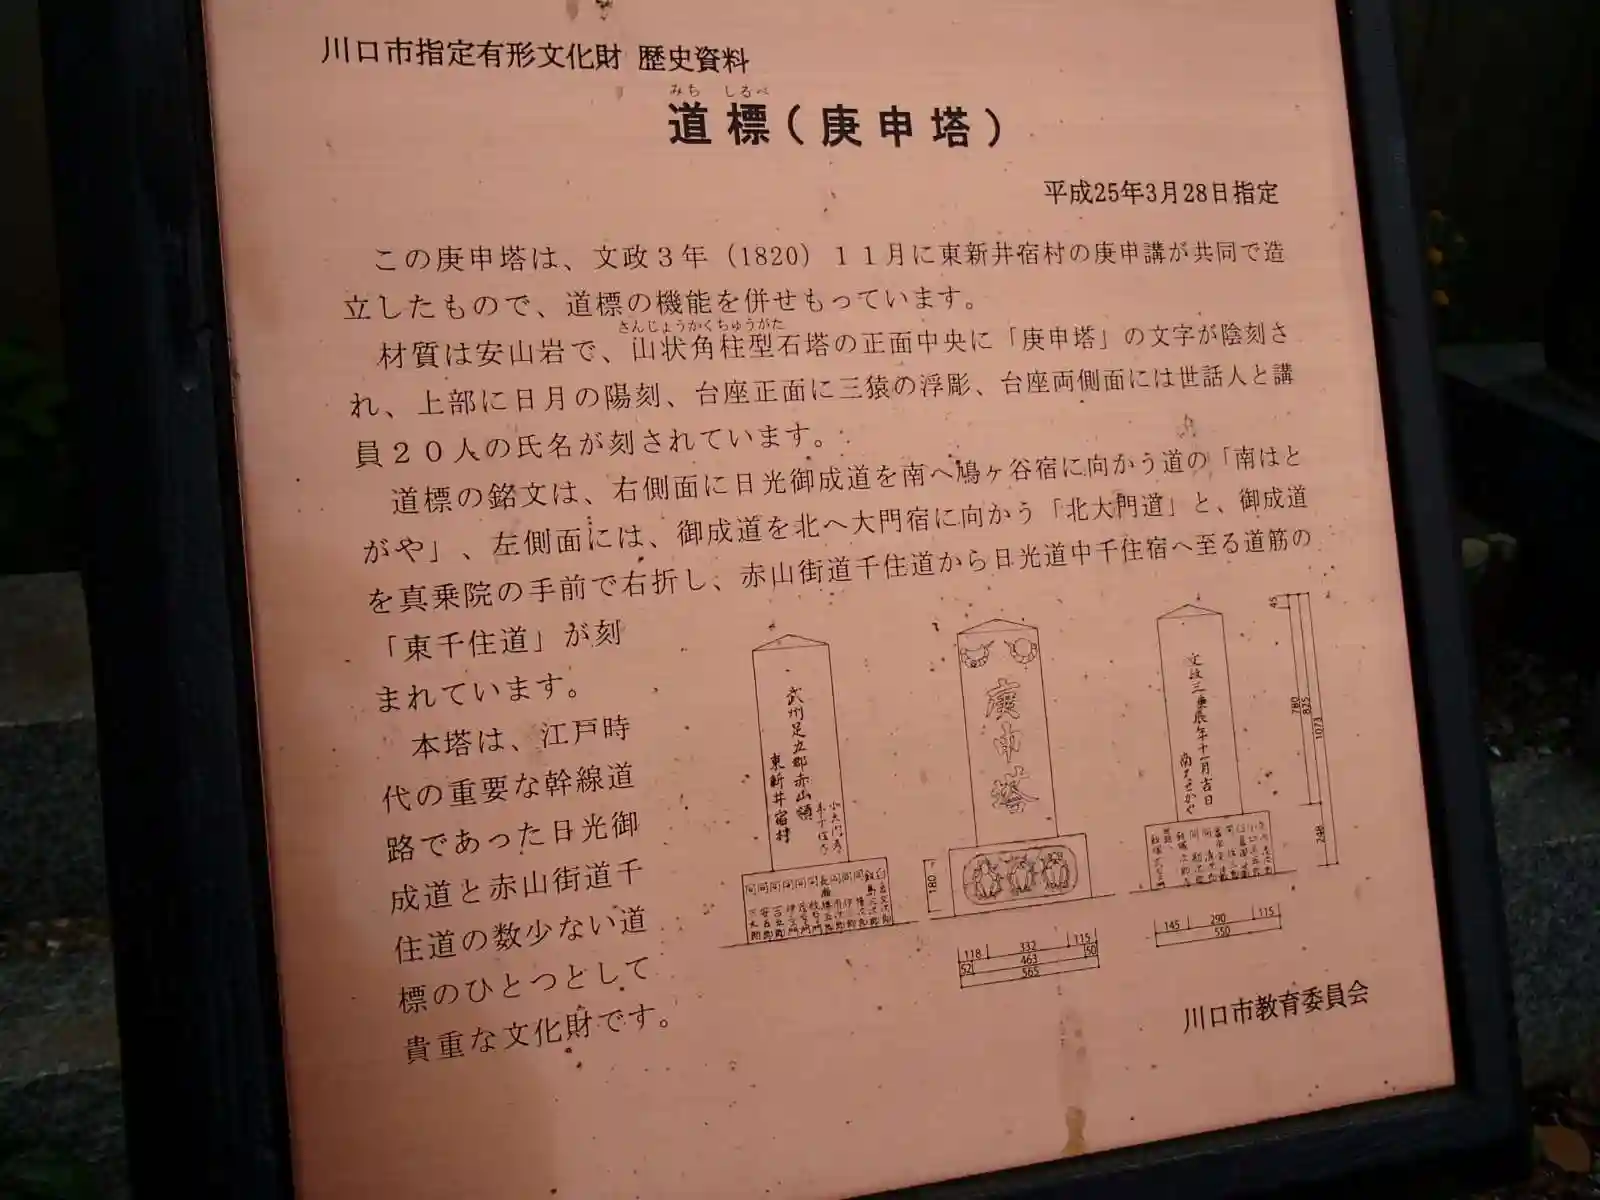 川口市指定有形文化財 歴史資料
みち しるべ
道標（庚申塔）
平成25年3月28日指定
この庚申塔は、文政３年（1820）１１月に東新井宿村の庚申講が共同で造
立したもので、道標の機能を併せもっています。
さんじょうかくちゅうがた
材質は安山岩で、山状角柱型石塔の正面中央に「庚申塔」の文字が陰刻さ
れ、上部に日月の陽刻、台座正面に三猿の浮彫、台座両側面には世話人と講
員２０人の氏名が刻されています。
道標の銘文は、右側面に日光御成道を南へ鳩ヶ谷宿に向かう道の「南はと
がや」、左側面には、御成道を北へ大門宿に向かう「北大門道」と、御成道
を真乗院の手前で右折し、赤山街道千住道から日光道中千住宿へ至る道筋の
「東千住道」が刻
まれています。
本塔は、江戸時
代の重要な幹線道
路であった日光御
成道と赤山街道千
住道の数少ない道
標のひとつとして
貴重な文化財です。
武州足立郡赤山領
東新井宿村
庚申塔
文政三庚辰年十一月吉日
180
118 332 115
52 463 50
565
145 290 115
550
45
780
825
1073
248
川口市教育委員会